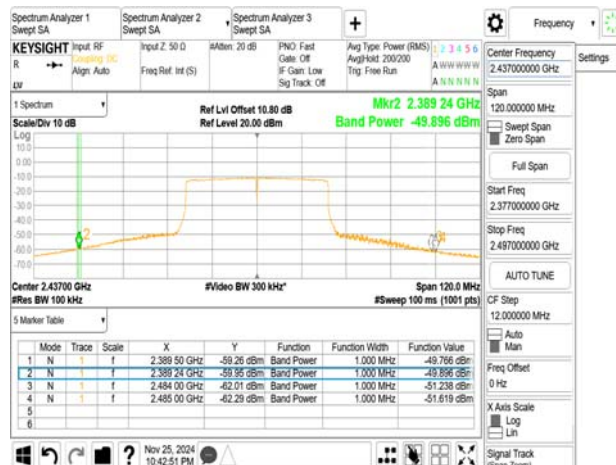 Spectrum Analyzer 1
Swept SA
Spectrum Analyzer 2
Swept SA
Spectrum Analyzer 3
Swept SA
+
Frequency
Settings
KEYSIGHT
R
Input: RF
Coupling: DC
Align: Auto
Input Z: 50 Ω
Freq Ref: Int (S)
#Atten: 20 dB
PNO: Fast
Gate: Off
IF Gain: Low
Sig Track: Off
Avg Type: Power (RMS)
Avg|Hold: 200/200
Trig: Free Run
1 2 3 4 5 6
A W W W W W
A N N N N N
1 Spectrum
Scale/Div 10 dB
Log
Ref Lvl Offset 10.80 dB
Ref Level 20.00 dBm
Mkr2 2.389 24 GHz
Band Power -49.896 dBm
10.0
0.00
-10.0
-20.0
-30.0
-40.0
-50.0
-60.0
-70.0
2
Center 2.43700 GHz
#Res BW 100 kHz
#Video BW 300 kHz*
Span 120.0 MHz
#Sweep 100 ms (1001 pts)
5 Marker Table
Mode Trace Scale X Y Function Function Width Function Value
1 N 1 f 2.389 50 GHz -59.26 dBm Band Power 1.000 MHz -49.766 dBm
2 N 1 f 2.389 24 GHz -59.95 dBm Band Power 1.000 MHz -49.896 dBm
3 N 1 f 2.484 00 GHz -62.01 dBm Band Power 1.000 MHz -51.238 dBm
4 N 1 f 2.485 00 GHz -62.29 dBm Band Power 1.000 MHz -51.619 dBm
5
6
Nov 25, 2024
10:42:51 PM
?
Center Frequency
2.437000000 GHz
Span
120.000000 MHz
Swept Span
Zero Span
Full Span
Start Freq
2.377000000 GHz
Stop Freq
2.497000000 GHz
AUTO TUNE
CF Step
12.000000 MHz
Auto
Man
Freq Offset
0 Hz
X Axis Scale
Log
Lin
Signal Track
(Span Zoom)